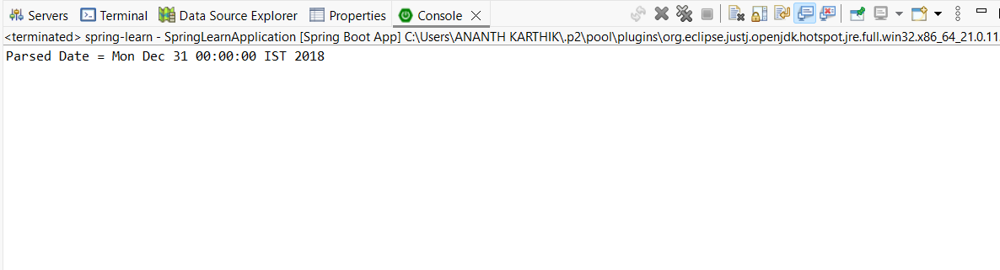 Servers Terminal Data Source Explorer Properties Console
<terminated> spring-learn - SpringLearnApplication [Spring Boot App] C:\Users\ANANTH KARTHIK\.p2\pool\plugins\org.eclipse.justj.openjdk.hotspot.jre.full.win32.x86_64_21.0.11.
Parsed Date = Mon Dec 31 00:00:00 IST 2018